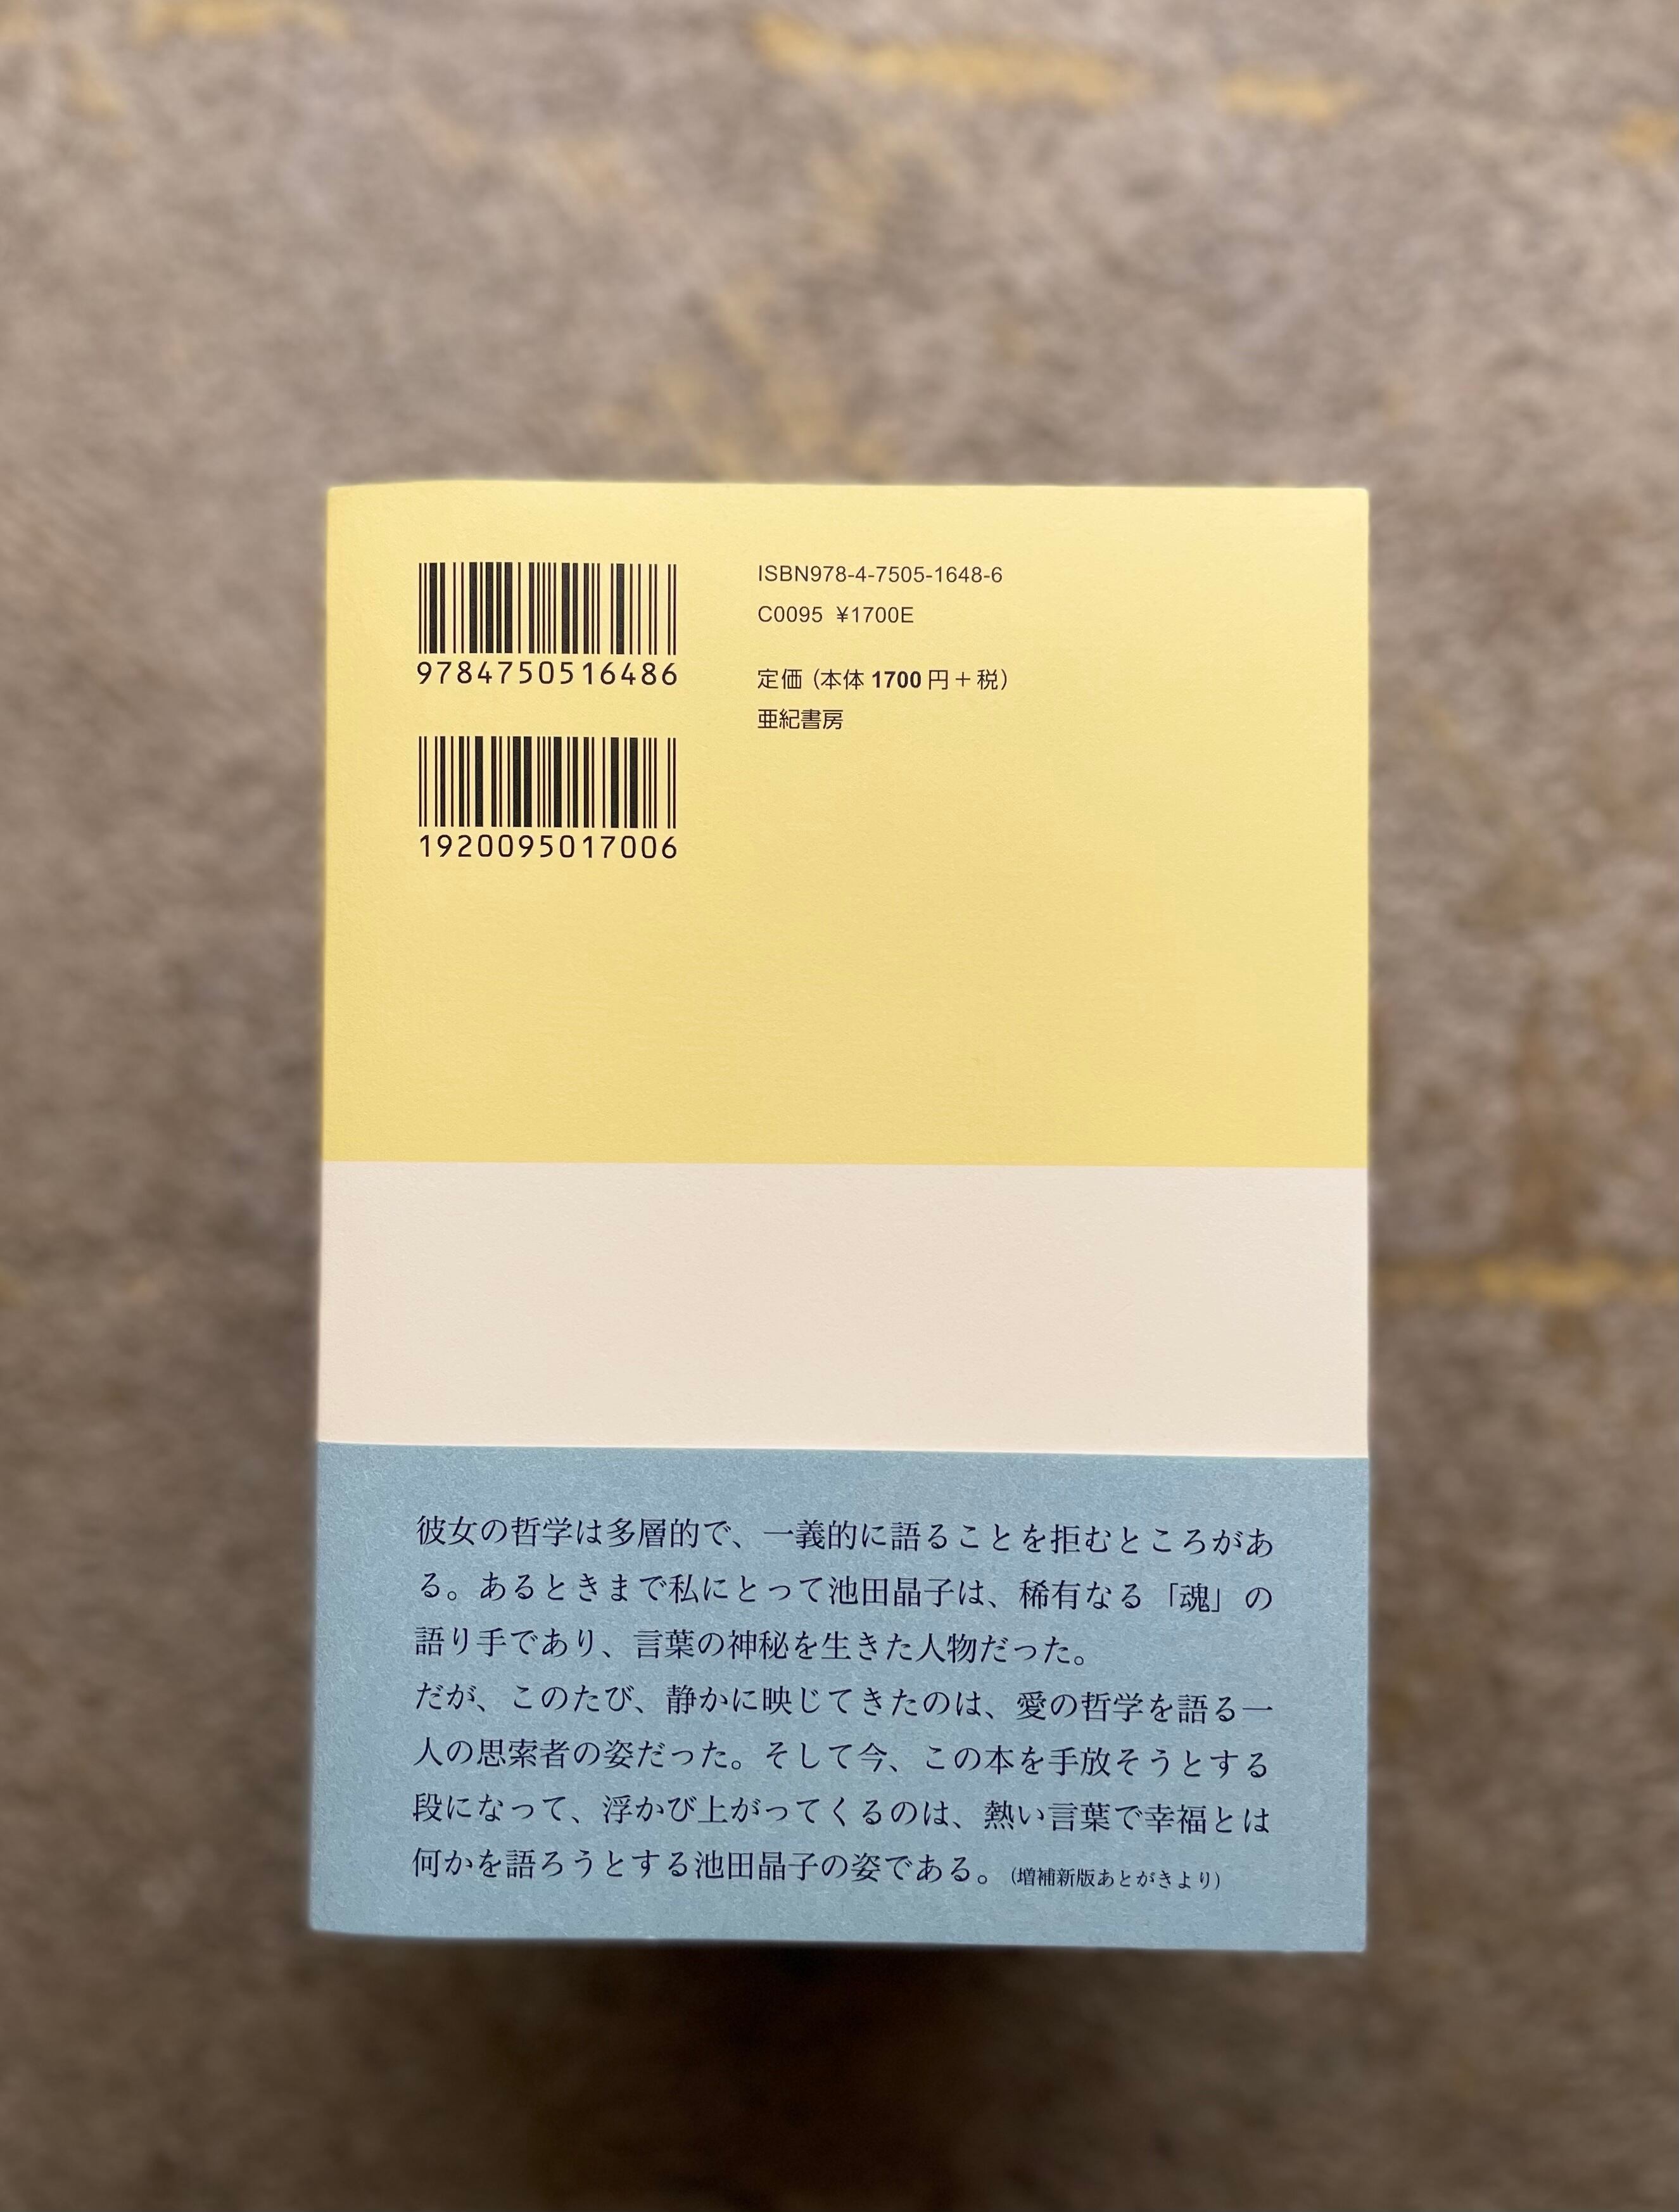 9784750516486
1920095017006
ISBN978-4-7505-1648-6
C0095 ¥1700E
定価（本体1700円＋税）
亜紀書房
彼女の哲学は多層的で、一義的に語ることを拒むところがあ
る。あるときまで私にとって池田晶子は、稀有なる「魂」の
語り手であり、言葉の神秘を生きた人物だった。
だが、このたび、静かに映じてきたのは、愛の哲学を語る一
人の思索者の姿だった。そして今、この本を手放そうとする
段になって、浮かび上がってくるのは、熱い言葉で幸福とは
何かを語ろうとする池田晶子の姿である。（増補新版あとがきより）